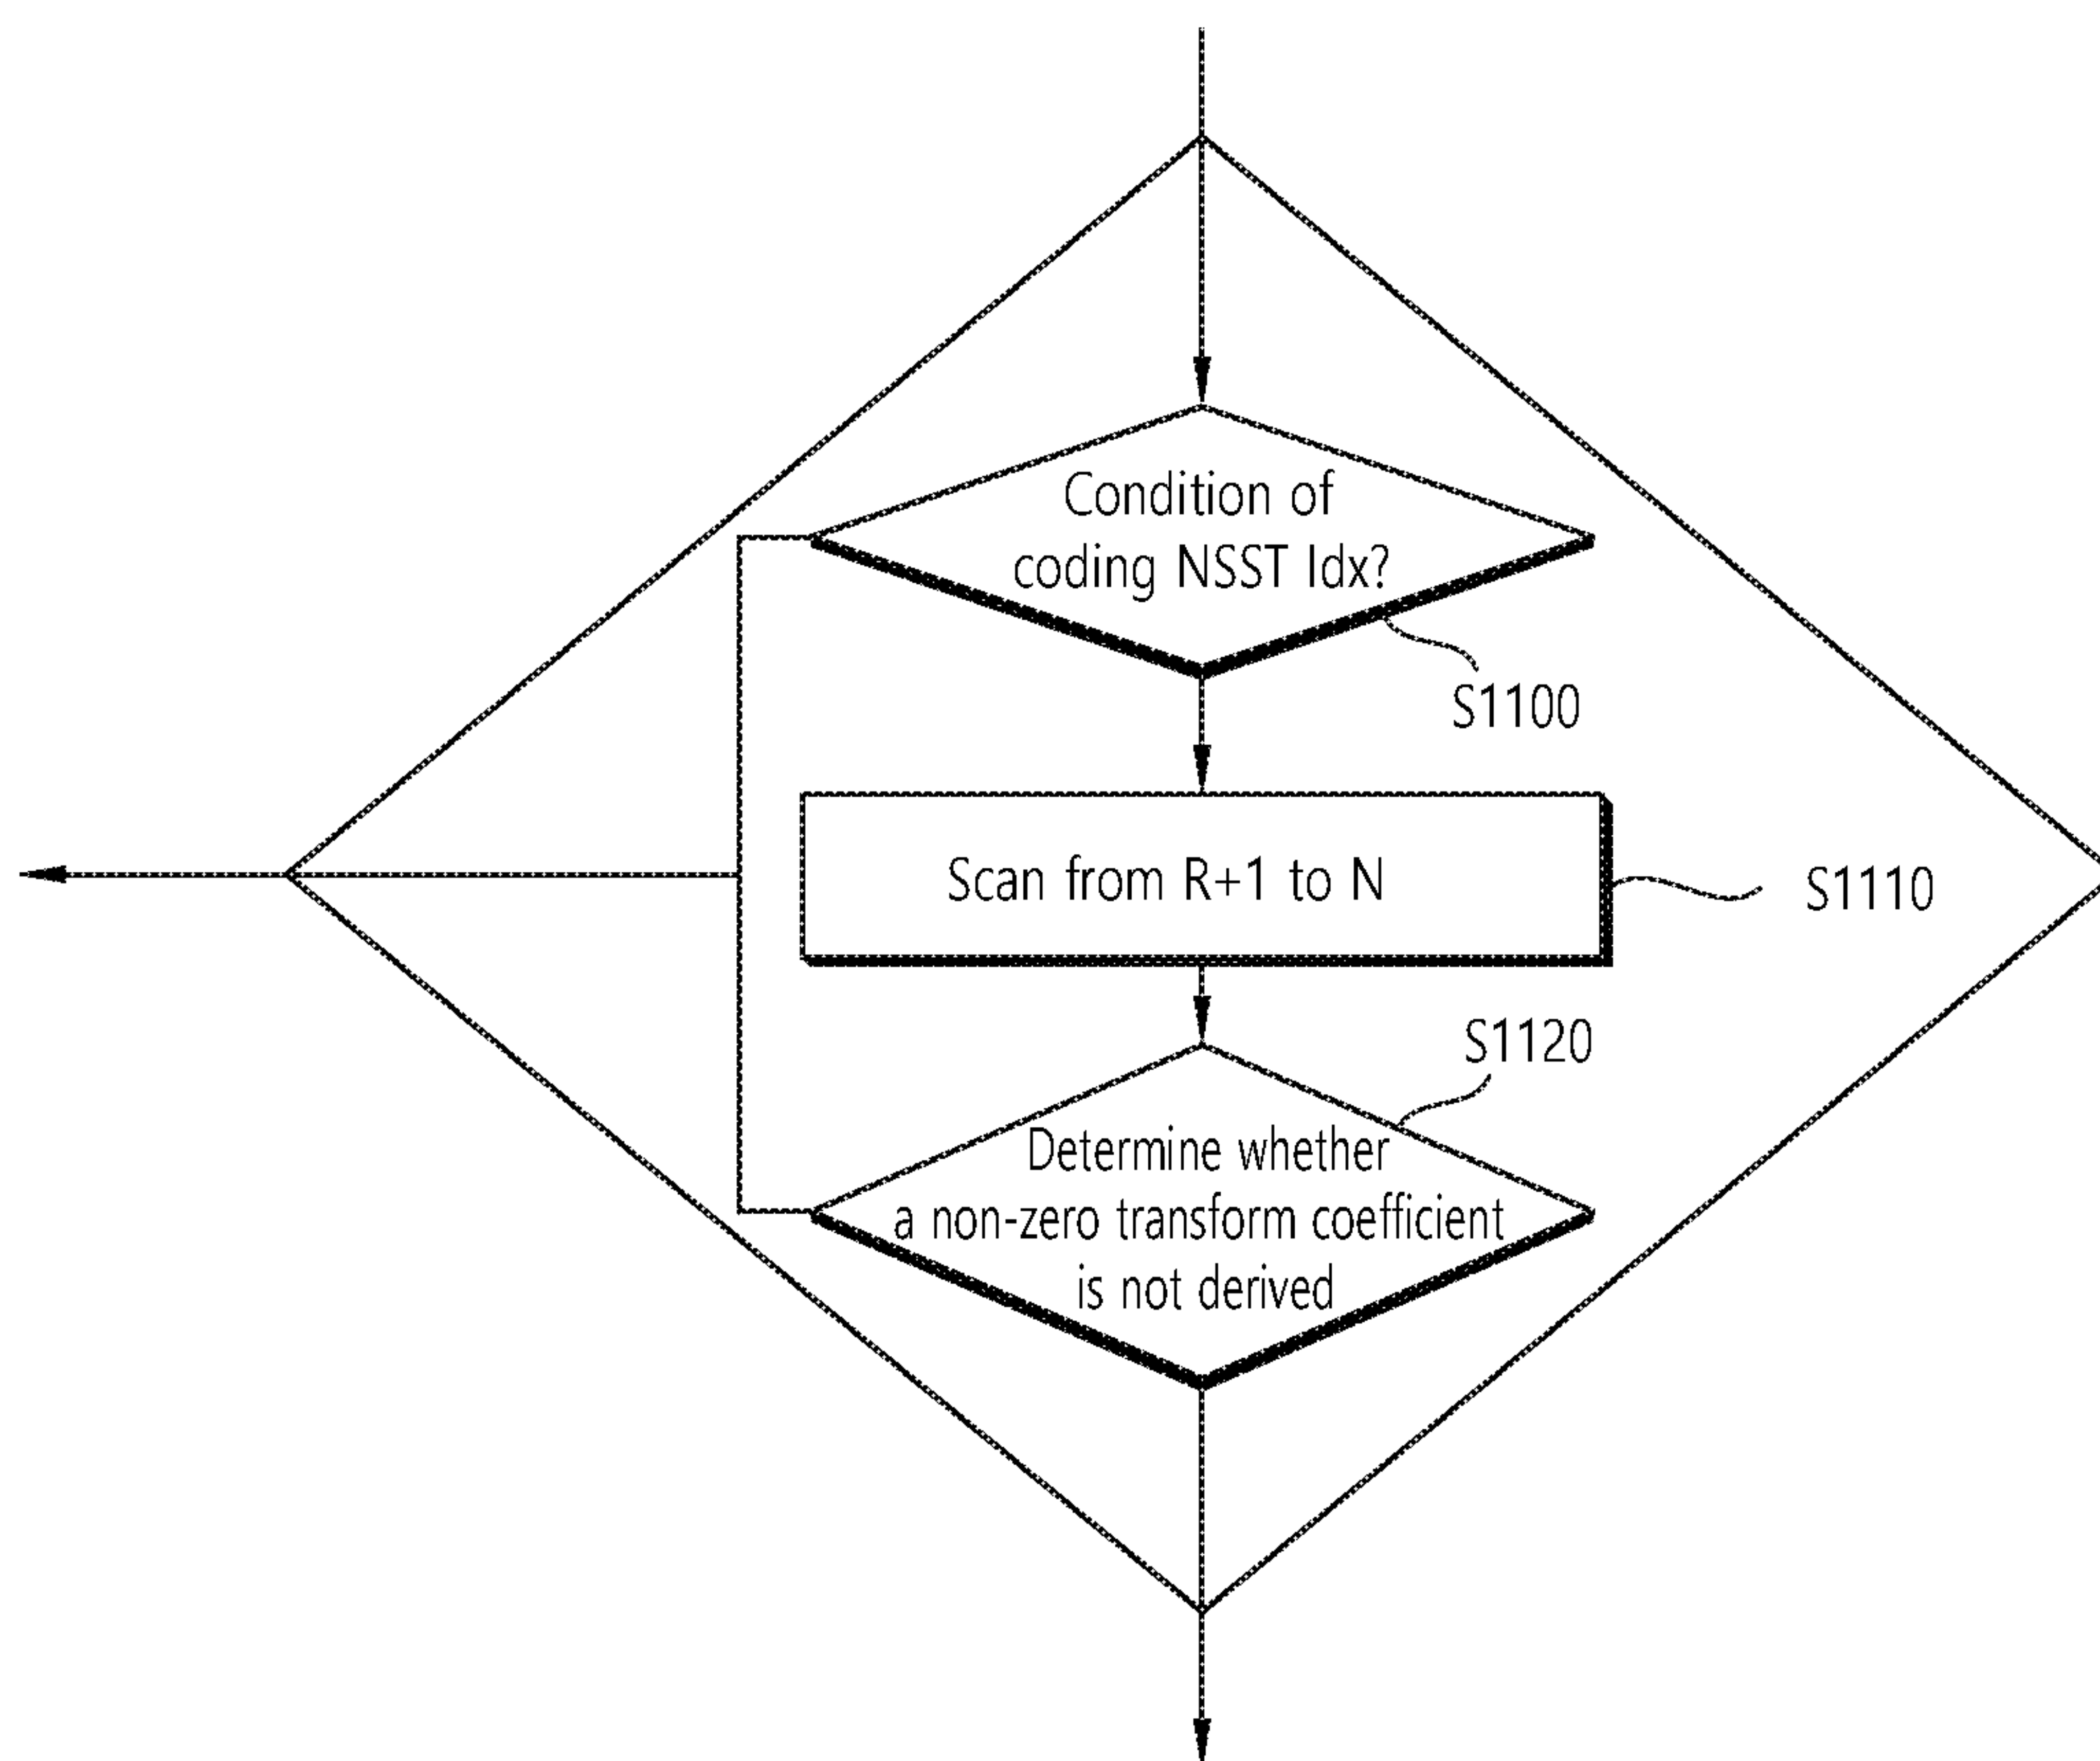 Condition of
coding NSST Idx?
S1100
Scan from R+1 to N
S1110
S1120
Determine whether
a non-zero transform coefficient
is not derived